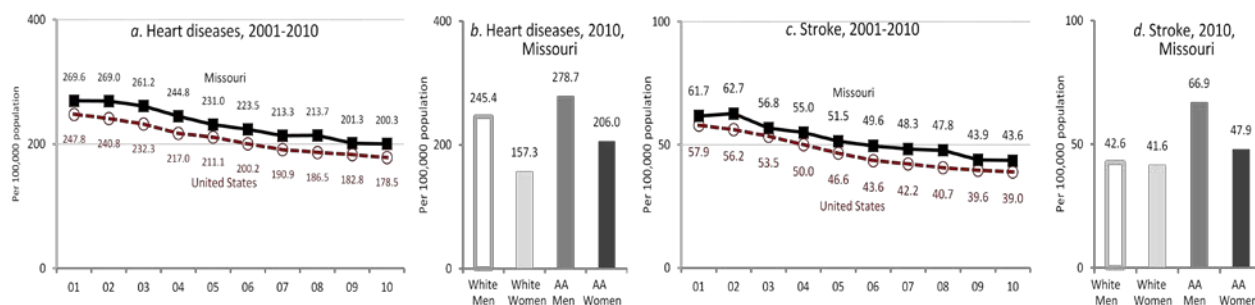 a. Heart diseases, 2001-2010
Per 100,000 population
400
200
0
Missouri
269.6 269.0 261.2 244.8 231.0 223.5 213.3 213.7 201.3 200.3
247.8 240.8 232.3 217.0 211.1 200.2 190.9 186.5 182.8 178.5
United States
01 02 03 04 05 06 07 08 09 10
b. Heart diseases, 2010,
Missouri
Per 100,000 population
400
200
0
245.4 157.3 278.7 206.0
White White AA AA
Men Women Men Women
c. Stroke, 2001-2010
Per 100,000 population
100
50
0
61.7 62.7 56.8 55.0 51.5 49.6 48.3 47.8 43.9 43.6
Missouri
57.9 56.2 53.5 50.0 46.6 43.6 42.2 40.7 39.6 39.0
United States
01 02 03 04 05 06 07 08 09 10
d. Stroke, 2010,
Missouri
Per 100,000 population
100
50
0
42.6 41.6 66.9 47.9
White White AA AA
Men Women Men Women